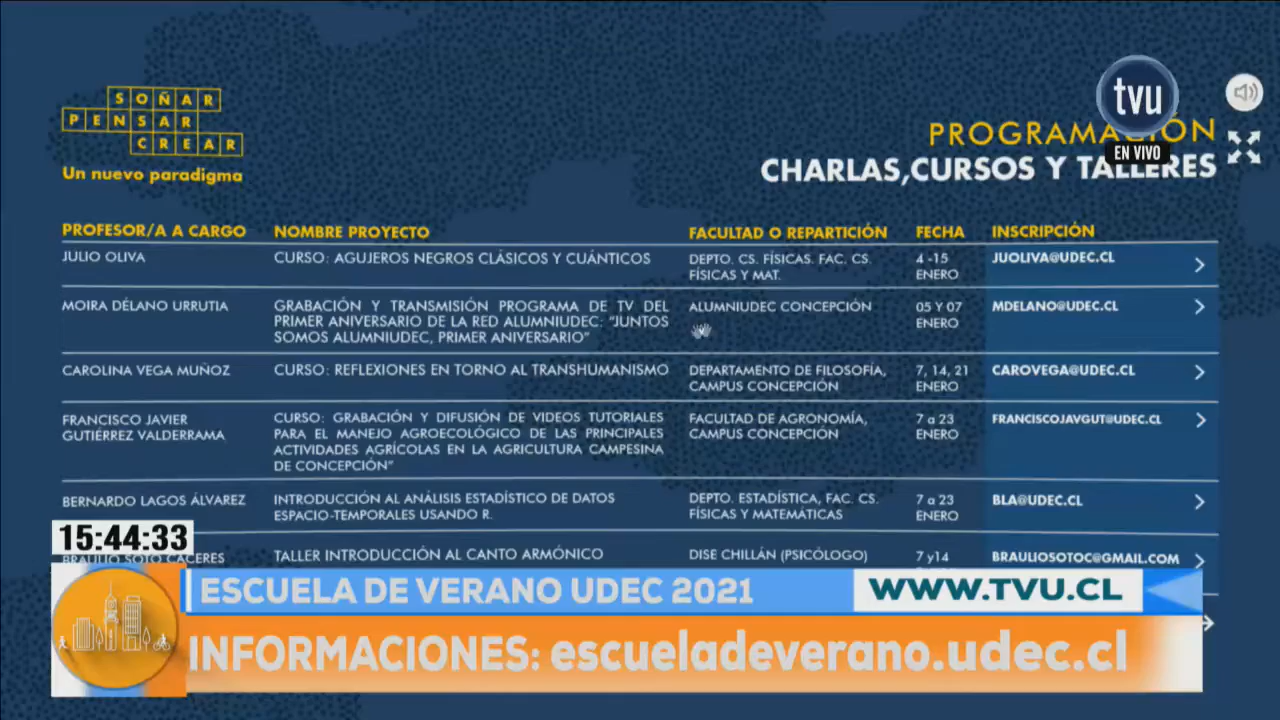 SOÑAR
PENSAR
CREAR
Un nuevo paradigma
tvu
EN VIVO
PROGRAMACIÓN
CHARLAS,CURSOS Y TALLERES
PROFESOR/A A CARGO NOMBRE PROYECTO FACULTAD O REPARTICIÓN FECHA INSCRIPCIÓN
JULIO OLIVA CURSO: AGUJEROS NEGROS CLÁSICOS Y CUÁNTICOS DEPTO. CS. FÍSICAS. FAC. CS. 4 -15 JUOLIVA@UDEC.CL
FÍSICAS Y MAT. ENERO
MOIRA DÉLANO URRUTIA GRABACIÓN Y TRANSMISIÓN PROGRAMA DE TV DEL ALUMNIUDEC CONCEPCIÓN 05 Y 07 MDELANO@UDEC.CL
PRIMER ANIVERSARIO DE LA RED ALUMNIUDEC: "JUNTOS ENERO
SOMOS ALUMNIUDEC, PRIMER ANIVERSARIO"
CAROLINA VEGA MUÑOZ CURSO: REFLEXIONES EN TORNO AL TRANSHUMANISMO DEPARTAMENTO DE FILOSOFÍA, 7, 14, 21 CAROVEGA@UDEC.CL
CAMPUS CONCEPCIÓN ENERO
FRANCISCO JAVIER CURSO: GRABACIÓN Y DIFUSIÓN DE VIDEOS TUTORIALES FACULTAD DE AGRONOMÍA, 7 a 23 FRANCISCOJAVGUT@UDEC.CL
GUTIÉRREZ VALDERRAMA PARA EL MANEJO AGROECOLÓGICO DE LAS PRINCIPALES CAMPUS CONCEPCIÓN ENERO
ACTIVIDADES AGRÍCOLAS EN LA AGRICULTURA CAMPESINA
DE CONCEPCIÓN"
BERNARDO LAGOS ÁLVAREZ INTRODUCCIÓN AL ANÁLISIS ESTADÍSTICO DE DATOS DEPTO. ESTADÍSTICA, FAC. CS. 7 a 23 BLA@UDEC.CL
ESPACIO-TEMPORALES USANDO R. FÍSICAS Y MATEMÁTICAS ENERO
15:44:33
BRAULIO SOTO CÁCERES TALLER INTRODUCCIÓN AL CANTO ARMÓNICO DISE CHILLÁN (PSICÓLOGO) 7 y14 BRAULIOSOTOC@GMAIL.COM
ESCUELA DE VERANO UDEC 2021 WWW.TVU.CL
INFORMACIONES: escueladeverano.udec.cl